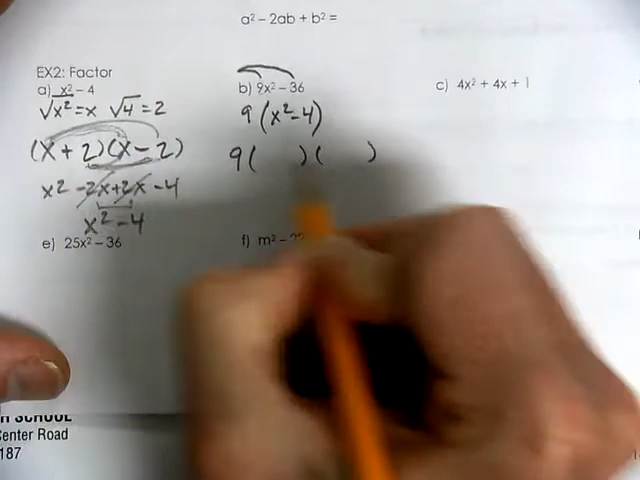 a² – 2ab + b² =
EX2: Factor
a) x² – 4
√x² = x √4 = 2
(x + 2)(x – 2)
x² – 2x + 2x – 4
x² – 4
b) 9x² – 36
9(x² – 4)
9( )( )
c) 4x² + 4x + 1
e) 25x² – 36
f) m² –
SCHOOL
Center Road
187